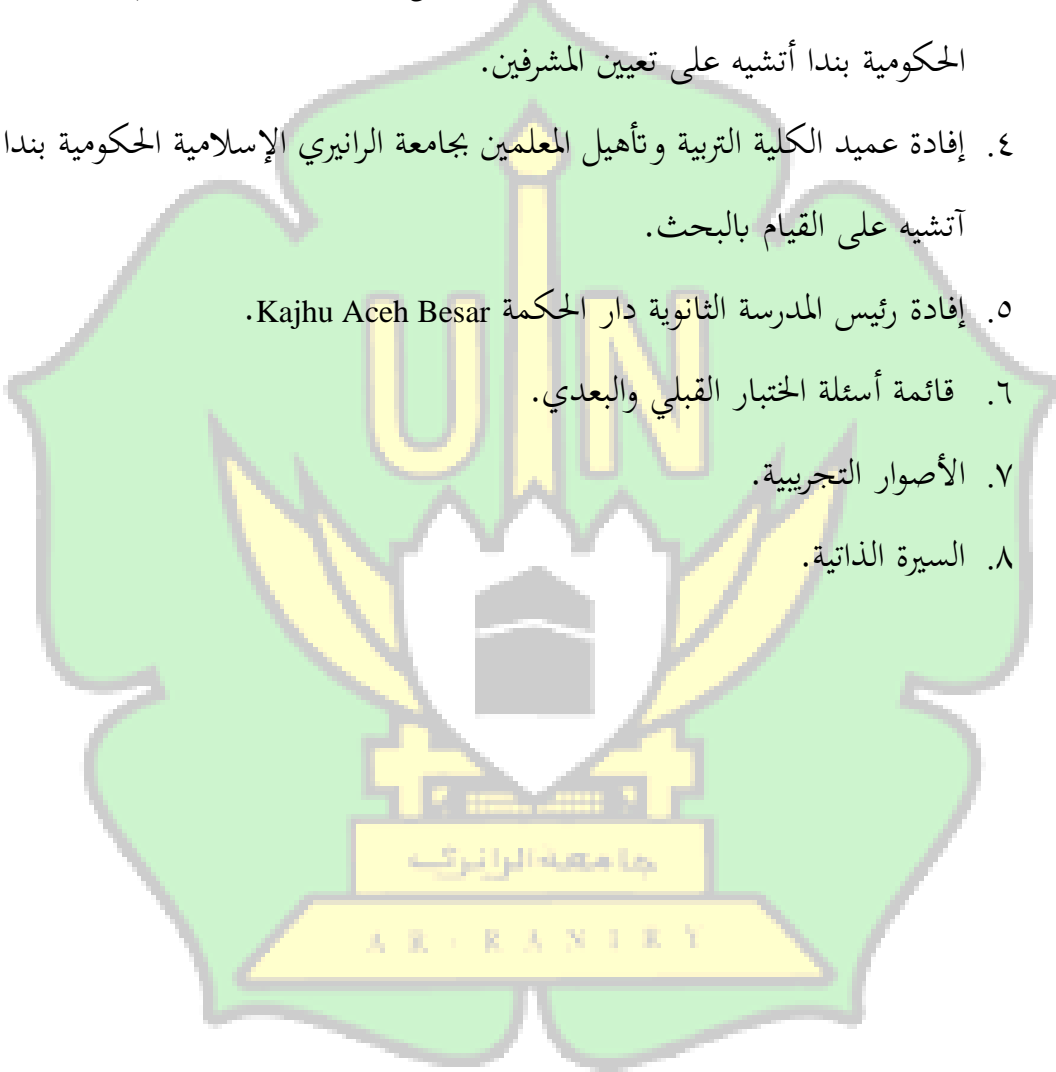 الحكومية بندا أتشيه على تعيين المشرفين.
٤. إفادة عميد الكلية التربية وتأهيل المعلمين بجامعة الرانيري الإسلامية الحكومية بندا
آتشيه على القيام بالبحث.
٥. إفادة رئيس المدرسة الثانوية دار الحكمة Kajhu Aceh Besar.
٦. قائمة أسئلة الختبار القبلي والبعدي.
٧. الأصوار التجريبية.
٨. السيرة الذاتية.
UIN
جامعة الرانري
AR-RANIRY